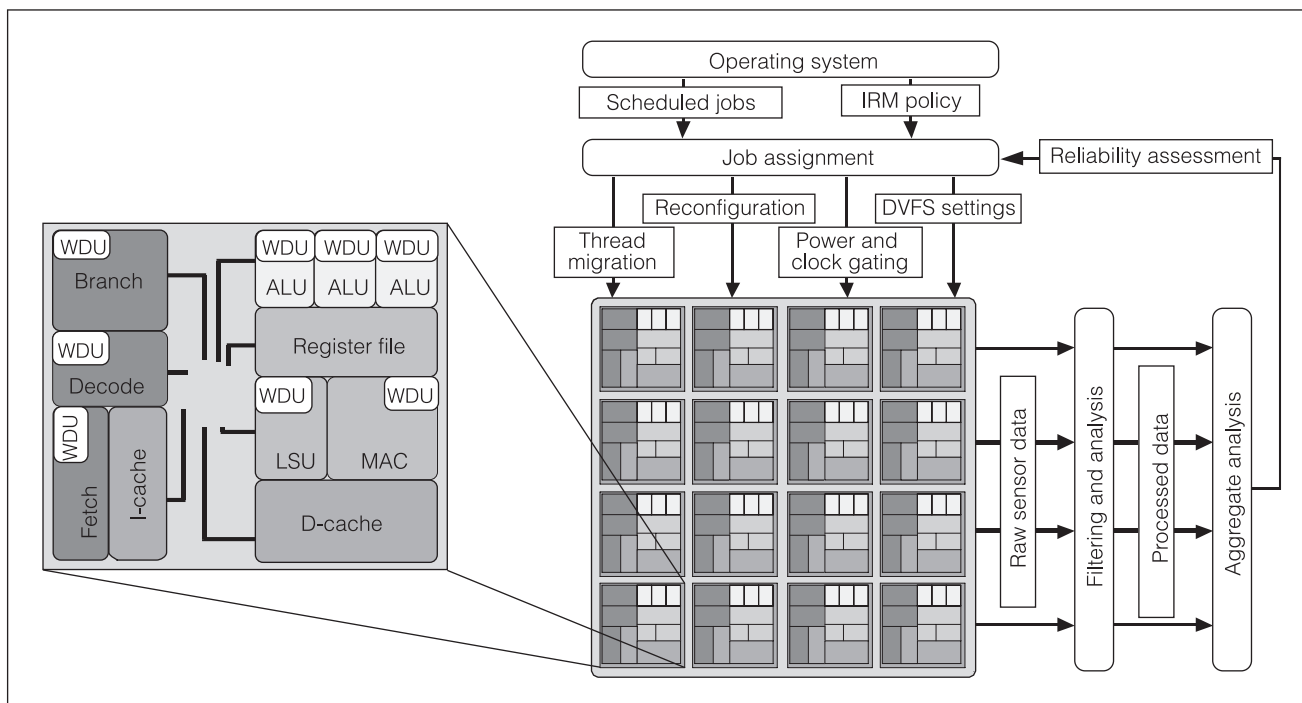 Operating system
Scheduled jobs
IRM policy
Job assignment
Reliability assessment
Reconfiguration
DVFS settings
Thread
migration
Power and
clock gating
WDU
Branch
WDU
WDU
WDU
ALU
ALU
ALU
Register file
WDU
Decode
WDU
WDU
LSU
MAC
WDU
Fetch
I-cache
D-cache
Raw sensor data
Filtering and analysis
Processed data
Aggregate analysis